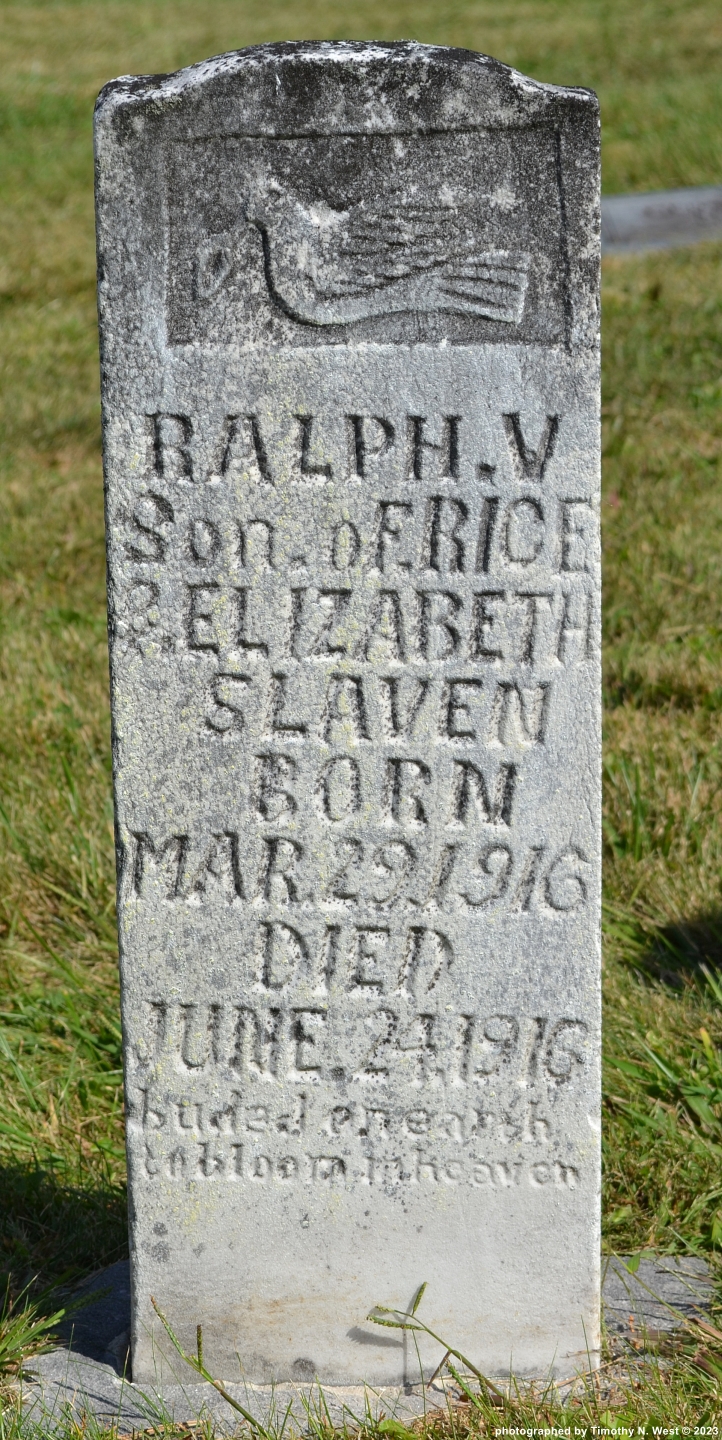 RALPH.V
Son.of F.RICE
&.ELIZABETH
SLAVEN
BORN
MAR.29.1916
DIED
JUNE.24.1916
buded on earth
to bloom in heaven
photographed by Timothy N. West © 2023